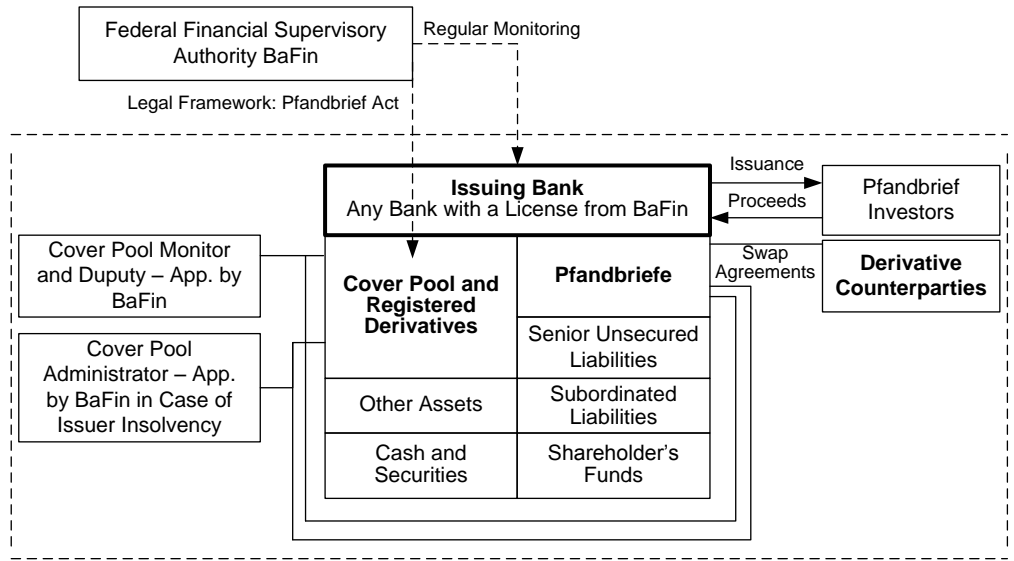 Federal Financial Supervisory
Authority BaFin
Regular Monitoring
Legal Framework: Pfandbrief Act
Issuing Bank
Any Bank with a License from BaFin
Issuance
Proceeds
Pfandbrief
Investors
Cover Pool Monitor
and Duputy – App. by
BaFin
Cover Pool and
Registered
Derivatives
Pfandbriefe
Swap
Agreements
Derivative
Counterparties
Cover Pool
Administrator – App.
by BaFin in Case of
Issuer Insolvency
Senior Unsecured
Liabilities
Other Assets
Subordinated
Liabilities
Cash and
Securities
Shareholder's
Funds